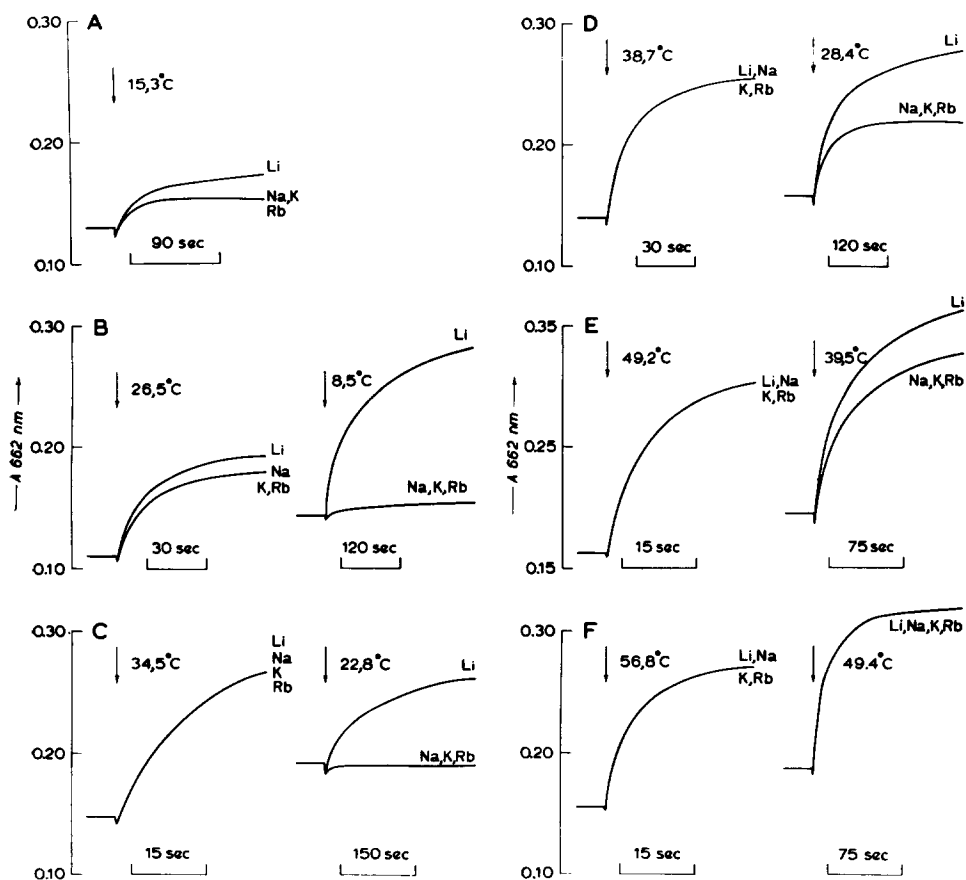 A
0.30
0.20
0.10
15,3°C
Li
Na,K
Rb
90 sec
B
A 662 nm
0.30
0.20
0.10
26,5°C
Li
Na
K,Rb
30 sec
8,5°C
Li
Na,K,Rb
120 sec
C
0.30
0.20
0.10
34,5°C
Li
Na
K
Rb
15 sec
22,8°C
Li
Na,K,Rb
150 sec
D
0.30
0.20
0.10
38,7°C
Li,Na
K,Rb
30 sec
28,4°C
Li
Na,K,Rb
120 sec
E
A 662 nm
0.35
0.25
0.15
49,2°C
Li,Na
K,Rb
15 sec
39,5°C
Li
Na,K,Rb
75 sec
F
0.30
0.20
0.10
56,8°C
Li,Na
K,Rb
15 sec
49.4°C
Li,Na,K,Rb
75 sec